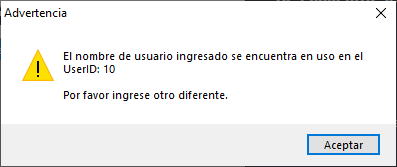 Advertencia
El nombre de usuario ingresado se encuentra en uso en el
UserID: 10
Por favor ingrese otro diferente.
Aceptar